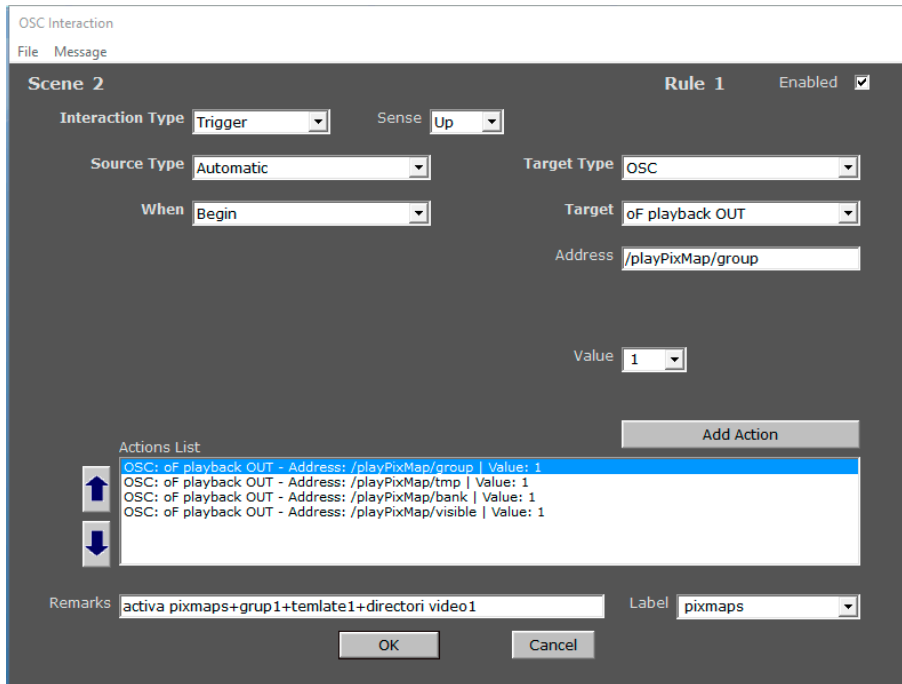 OSC Interaction
File Message
Scene 2 Rule 1 Enabled
Interaction Type Trigger Sense Up
Source Type Automatic Target Type OSC
When Begin Target oF playback OUT
Address /playPixMap/group
Value 1
Add Action
Actions List
OSC: oF playback OUT - Address: /playPixMap/group | Value: 1
OSC: oF playback OUT - Address: /playPixMap/tmp | Value: 1
OSC: oF playback OUT - Address: /playPixMap/bank | Value: 1
OSC: oF playback OUT - Address: /playPixMap/visible | Value: 1
Remarks activa pixmaps+grup1+temlate1+directori video1 Label pixmaps
OK Cancel